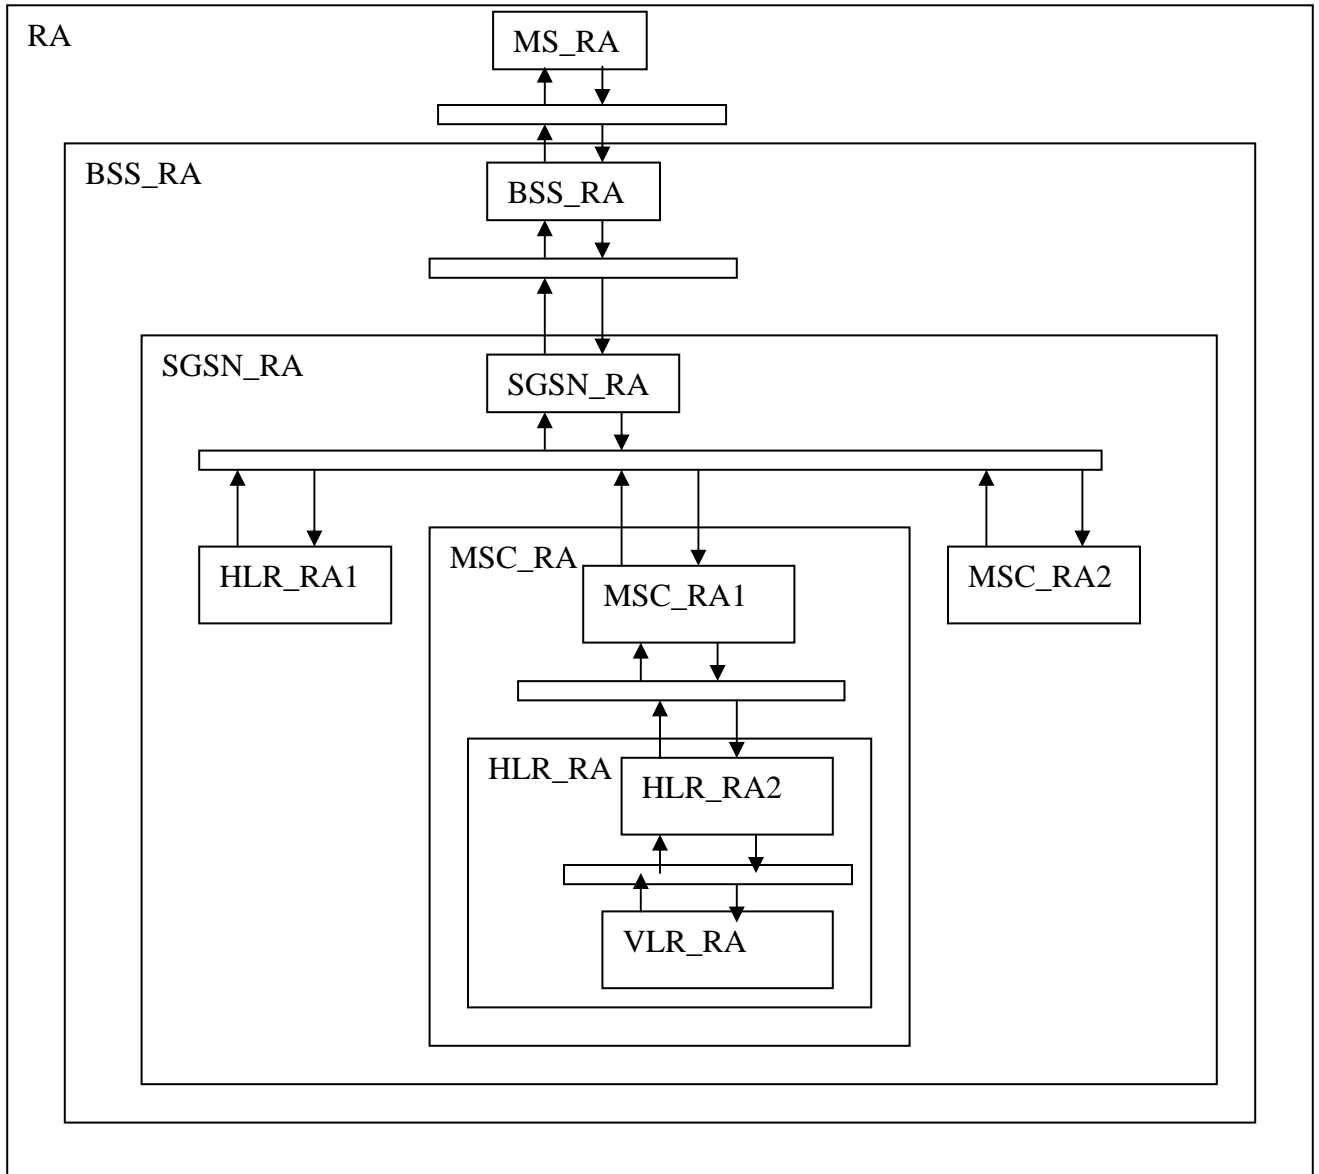 RA
MS_RA
BSS_RA
BSS_RA
SGSN_RA
SGSN_RA
HLR_RA1
MSC_RA
MSC_RA1
MSC_RA2
HLR_RA
HLR_RA2
VLR_RA